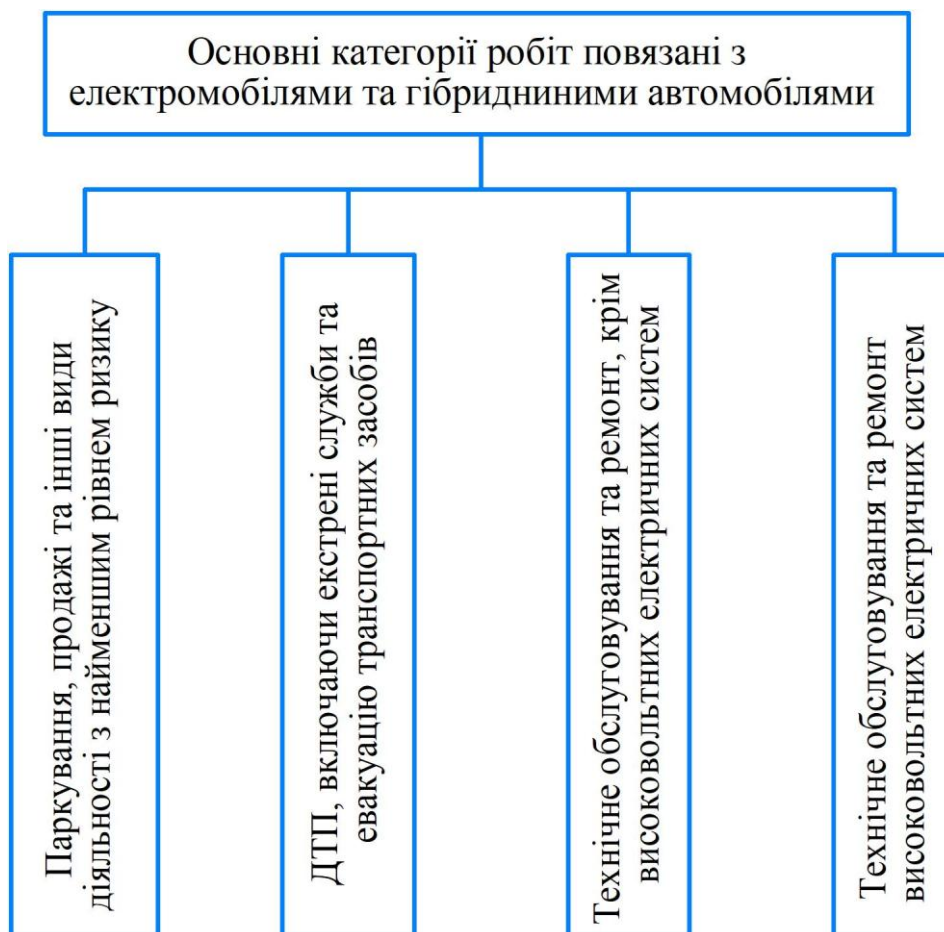 Основні категорії робіт повязані з
електромобілями та гібридниними автомобілями
Паркування, продажі та інші види
діяльності з найменшим рівнем ризику
ДТП, включаючи екстрені служби та
евакуацію транспортних засобів
Технічне обслуговування та ремонт, крім
високовольтних електричних систем
Технічне обслуговування та ремонт
високовольтних електричних систем